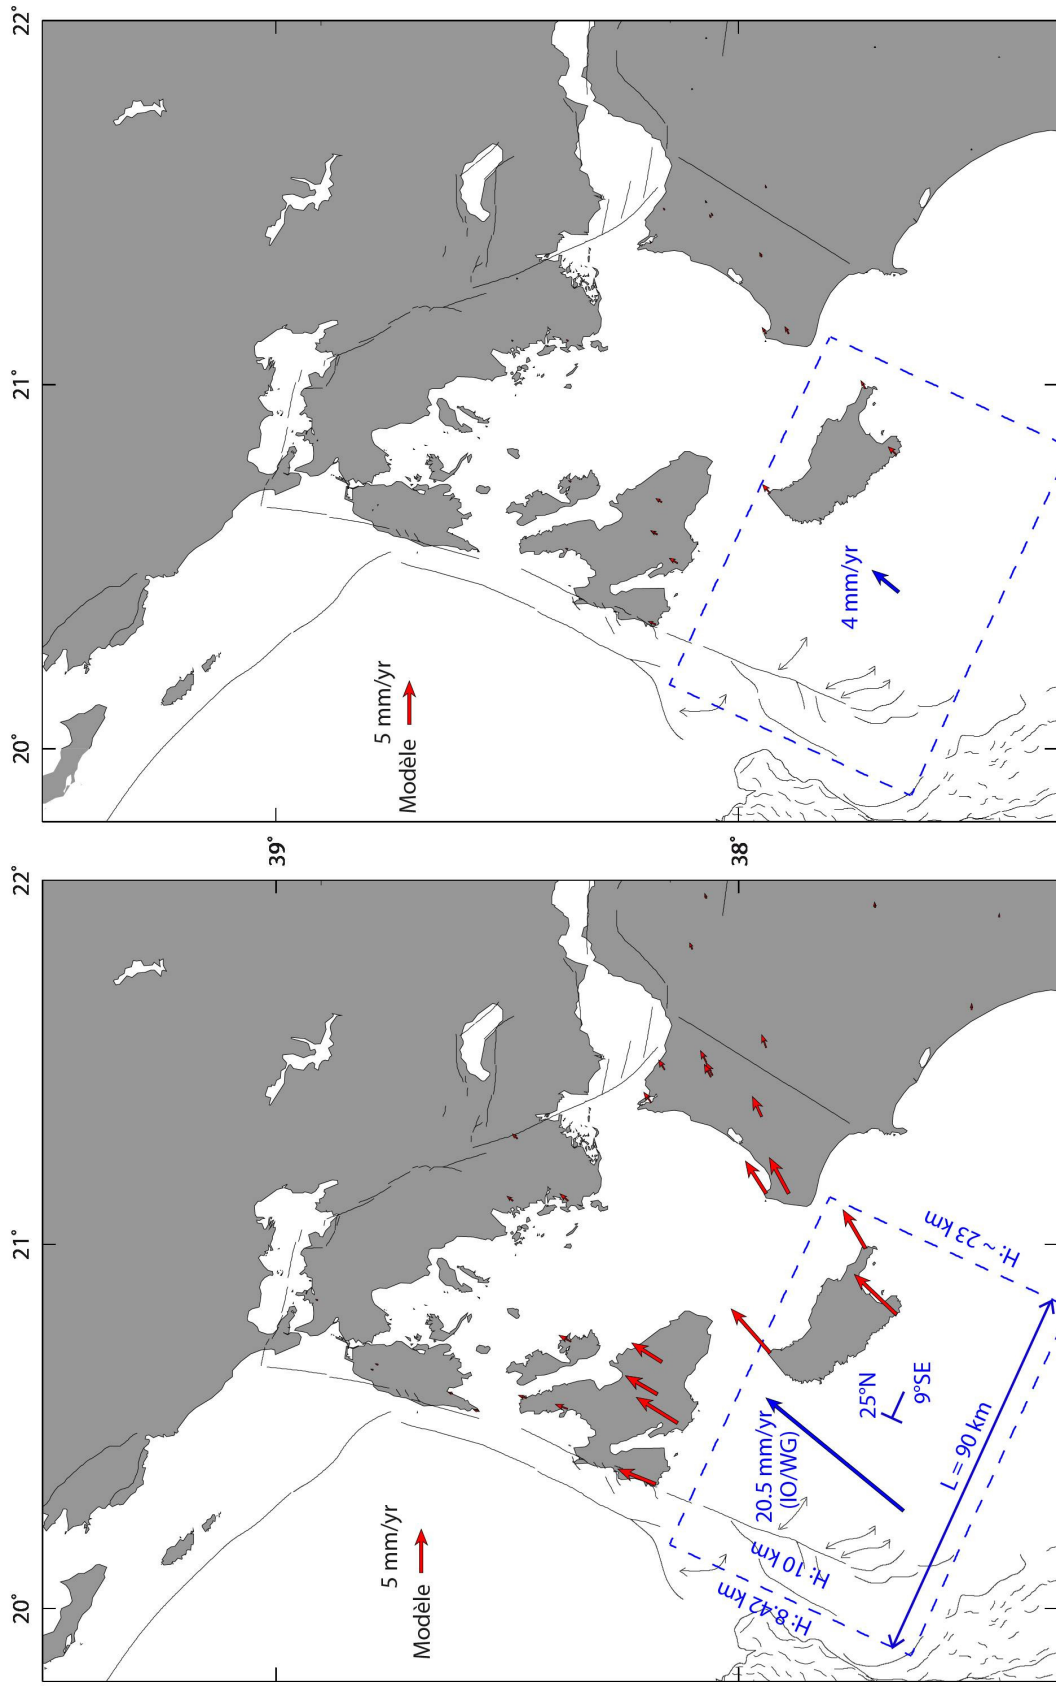 20°
21°
22°
39°
38°
5 mm/yr
Modèle
20.5 mm/yr
(IO/WG)
H: 8.42 km
H: 10 km
H: ~ 23 km
25°N
9°SE
L = 90 km
20°
21°
22°
5 mm/yr
Modèle
4 mm/yr